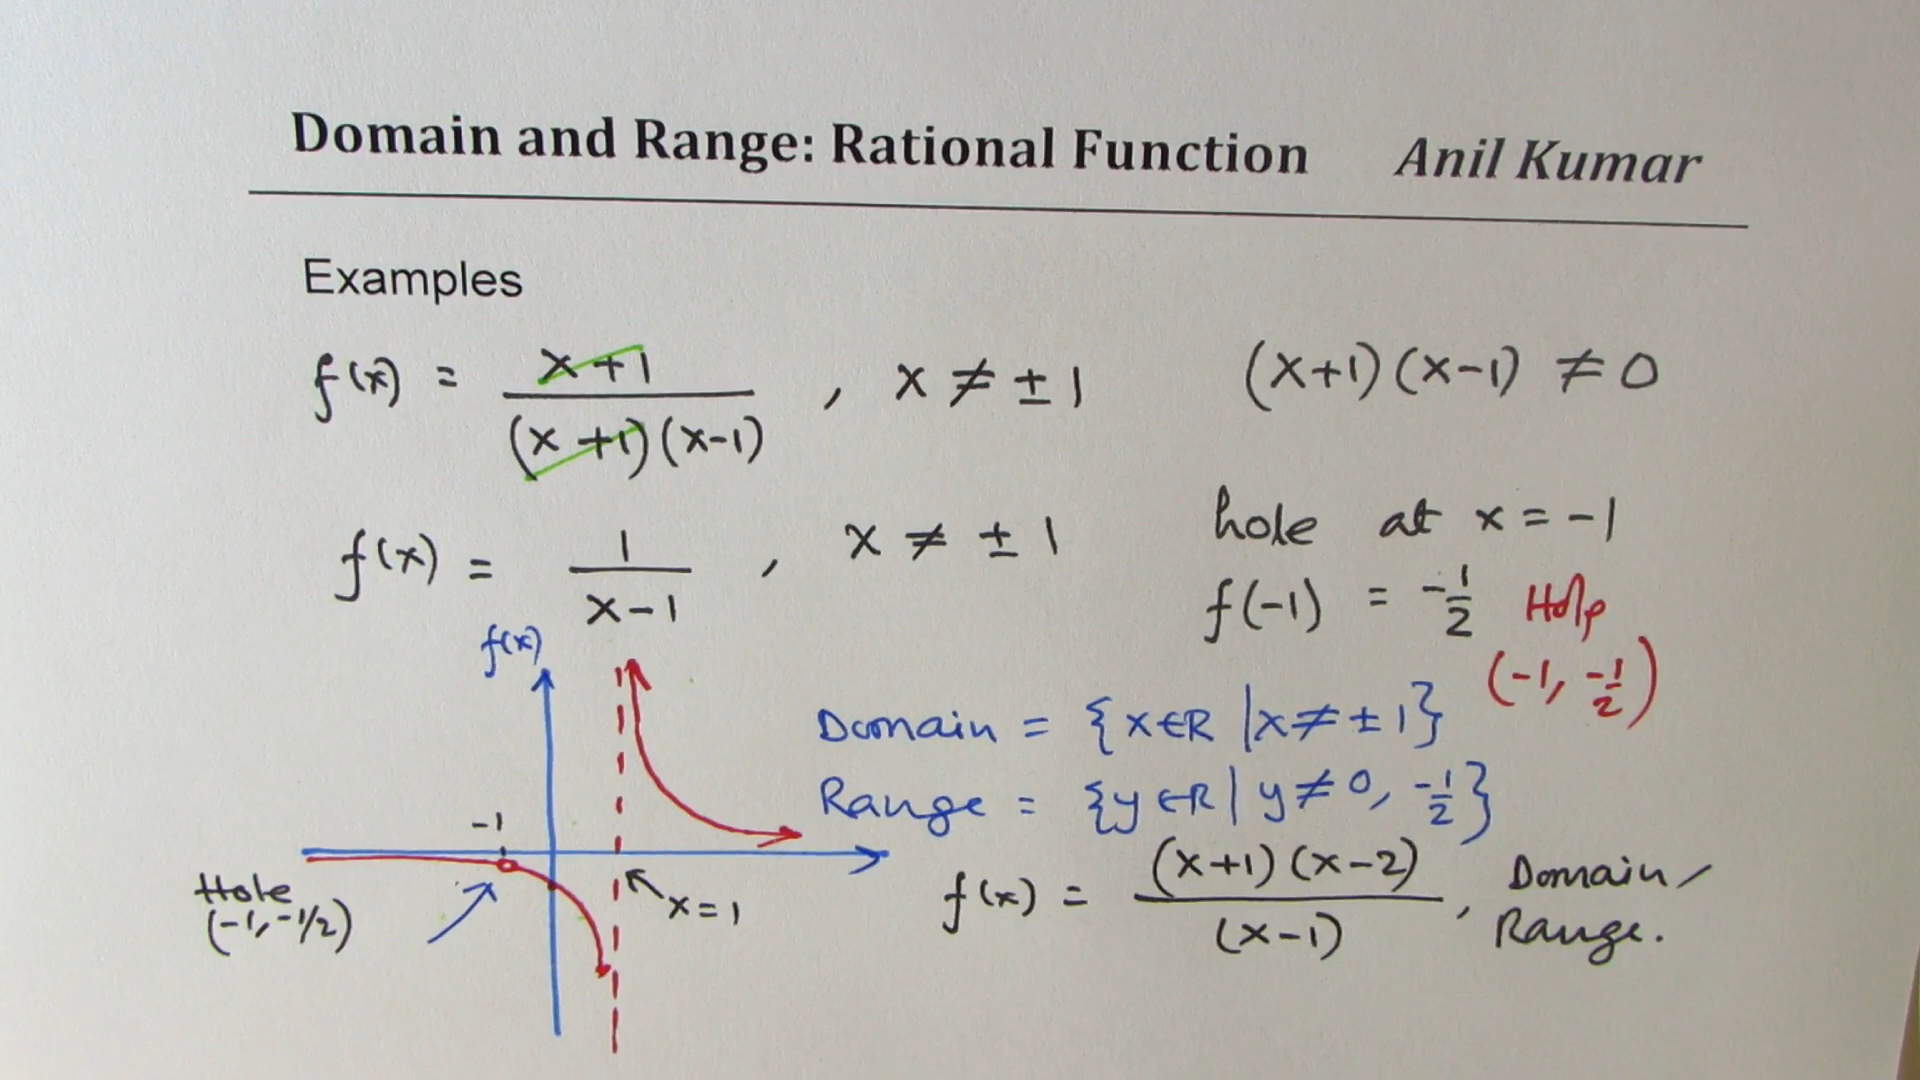 Domain and Range: Rational Function Anil Kumar
Examples
f(x) = x+1 / (x+1)(x-1) , x ≠ ± 1 (x+1)(x-1) ≠ 0
f(x) = 1 / x-1 , x ≠ ± 1
hole at x = -1
f(-1) = -1/2 Hole
(-1, -1/2)
f(x)
Domain = {x∈R | x ≠ ± 1}
Range = {y∈R | y ≠ 0, -1/2}
-1
Hole
(-1, -1/2)
x = 1
f(x) = (x+1)(x-2) / (x-1) , Domain,
Range.